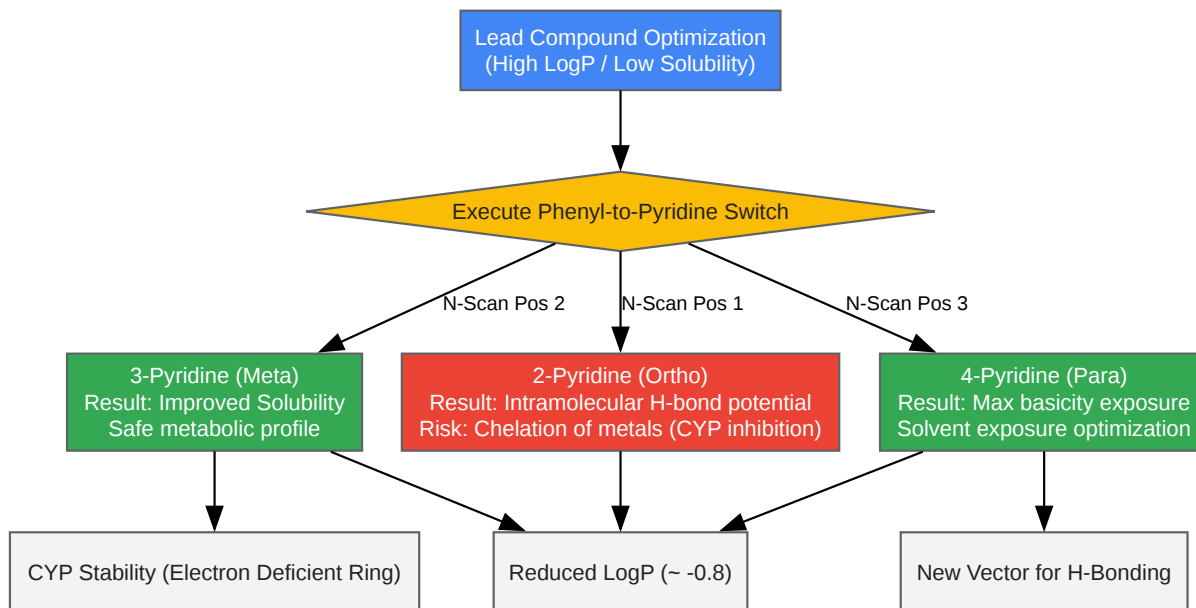 Lead Compound Optimization
(High LogP / Low Solubility)
Execute Phenyl-to-Pyridine Switch
N-Scan Pos 2
N-Scan Pos 1
N-Scan Pos 3
3-Pyridine (Meta)
Result: Improved Solubility
Safe metabolic profile
2-Pyridine (Ortho)
Result: Intramolecular H-bond potential
Risk: Chelation of metals (CYP inhibition)
4-Pyridine (Para)
Result: Max basicity exposure
Solvent exposure optimization
CYP Stability (Electron Deficient Ring)
Reduced LogP (~ -0.8)
New Vector for H-Bonding